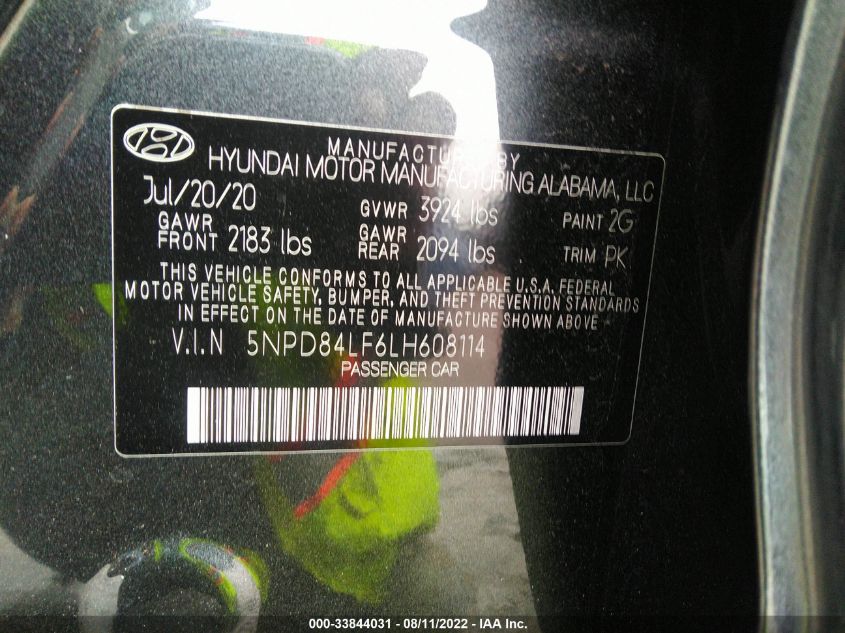 MANUFACTURED BY
HYUNDAI MOTOR MANUFACTURING ALABAMA, LLC
Jul/20/20 GVWR 3924 lbs PAINT 2G
GAWR FRONT 2183 lbs GAWR REAR 2094 lbs TRIM PK
THIS VEHICLE CONFORMS TO ALL APPLICABLE U.S.A. FEDERAL
MOTOR VEHICLE SAFETY, BUMPER, AND THEFT PREVENTION STANDARDS
IN EFFECT ON THE DATE OF MANUFACTURE SHOWN ABOVE
V.I.N 5NPD84LF6LH608114
PASSENGER CAR
000-33844031 - 08/11/2022 - IAA Inc.